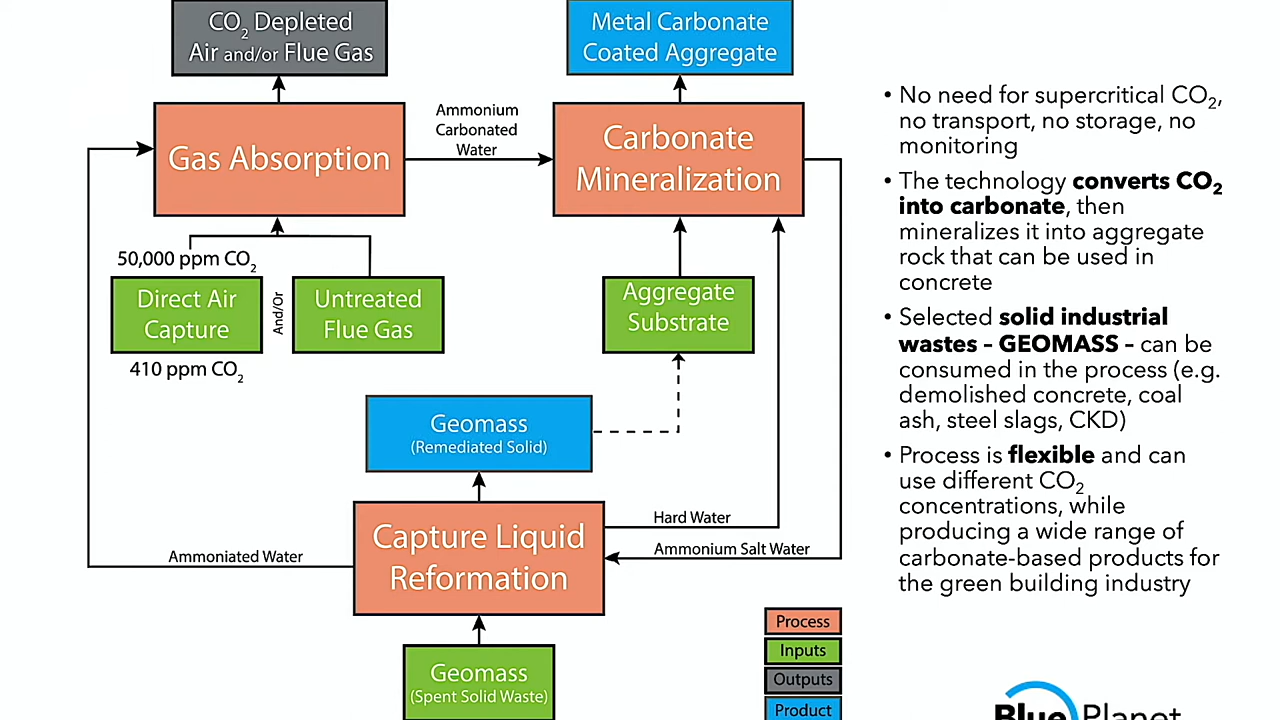 CO2 Depleted
Air and/or Flue Gas
Metal Carbonate
Coated Aggregate
Gas Absorption
Ammonium
Carbonated
Water
Carbonate
Mineralization
50,000 ppm CO2
Direct Air
Capture
410 ppm CO2
And/Or
Untreated
Flue Gas
Aggregate
Substrate
Geomass
(Remediated Solid)
Capture Liquid
Reformation
Hard Water
Ammonium Salt Water
Ammoniated Water
Geomass
(Spent Solid Waste)
Process
Inputs
Outputs
Product
• No need for supercritical CO2,
no transport, no storage, no
monitoring
• The technology converts CO2
into carbonate, then
mineralizes it into aggregate
rock that can be used in
concrete
• Selected solid industrial
wastes – GEOMASS – can be
consumed in the process (e.g.
demolished concrete, coal
ash, steel slags, CKD)
• Process is flexible and can
use different CO2
concentrations, while
producing a wide range of
carbonate-based products for
the green building industry
Blue Planet